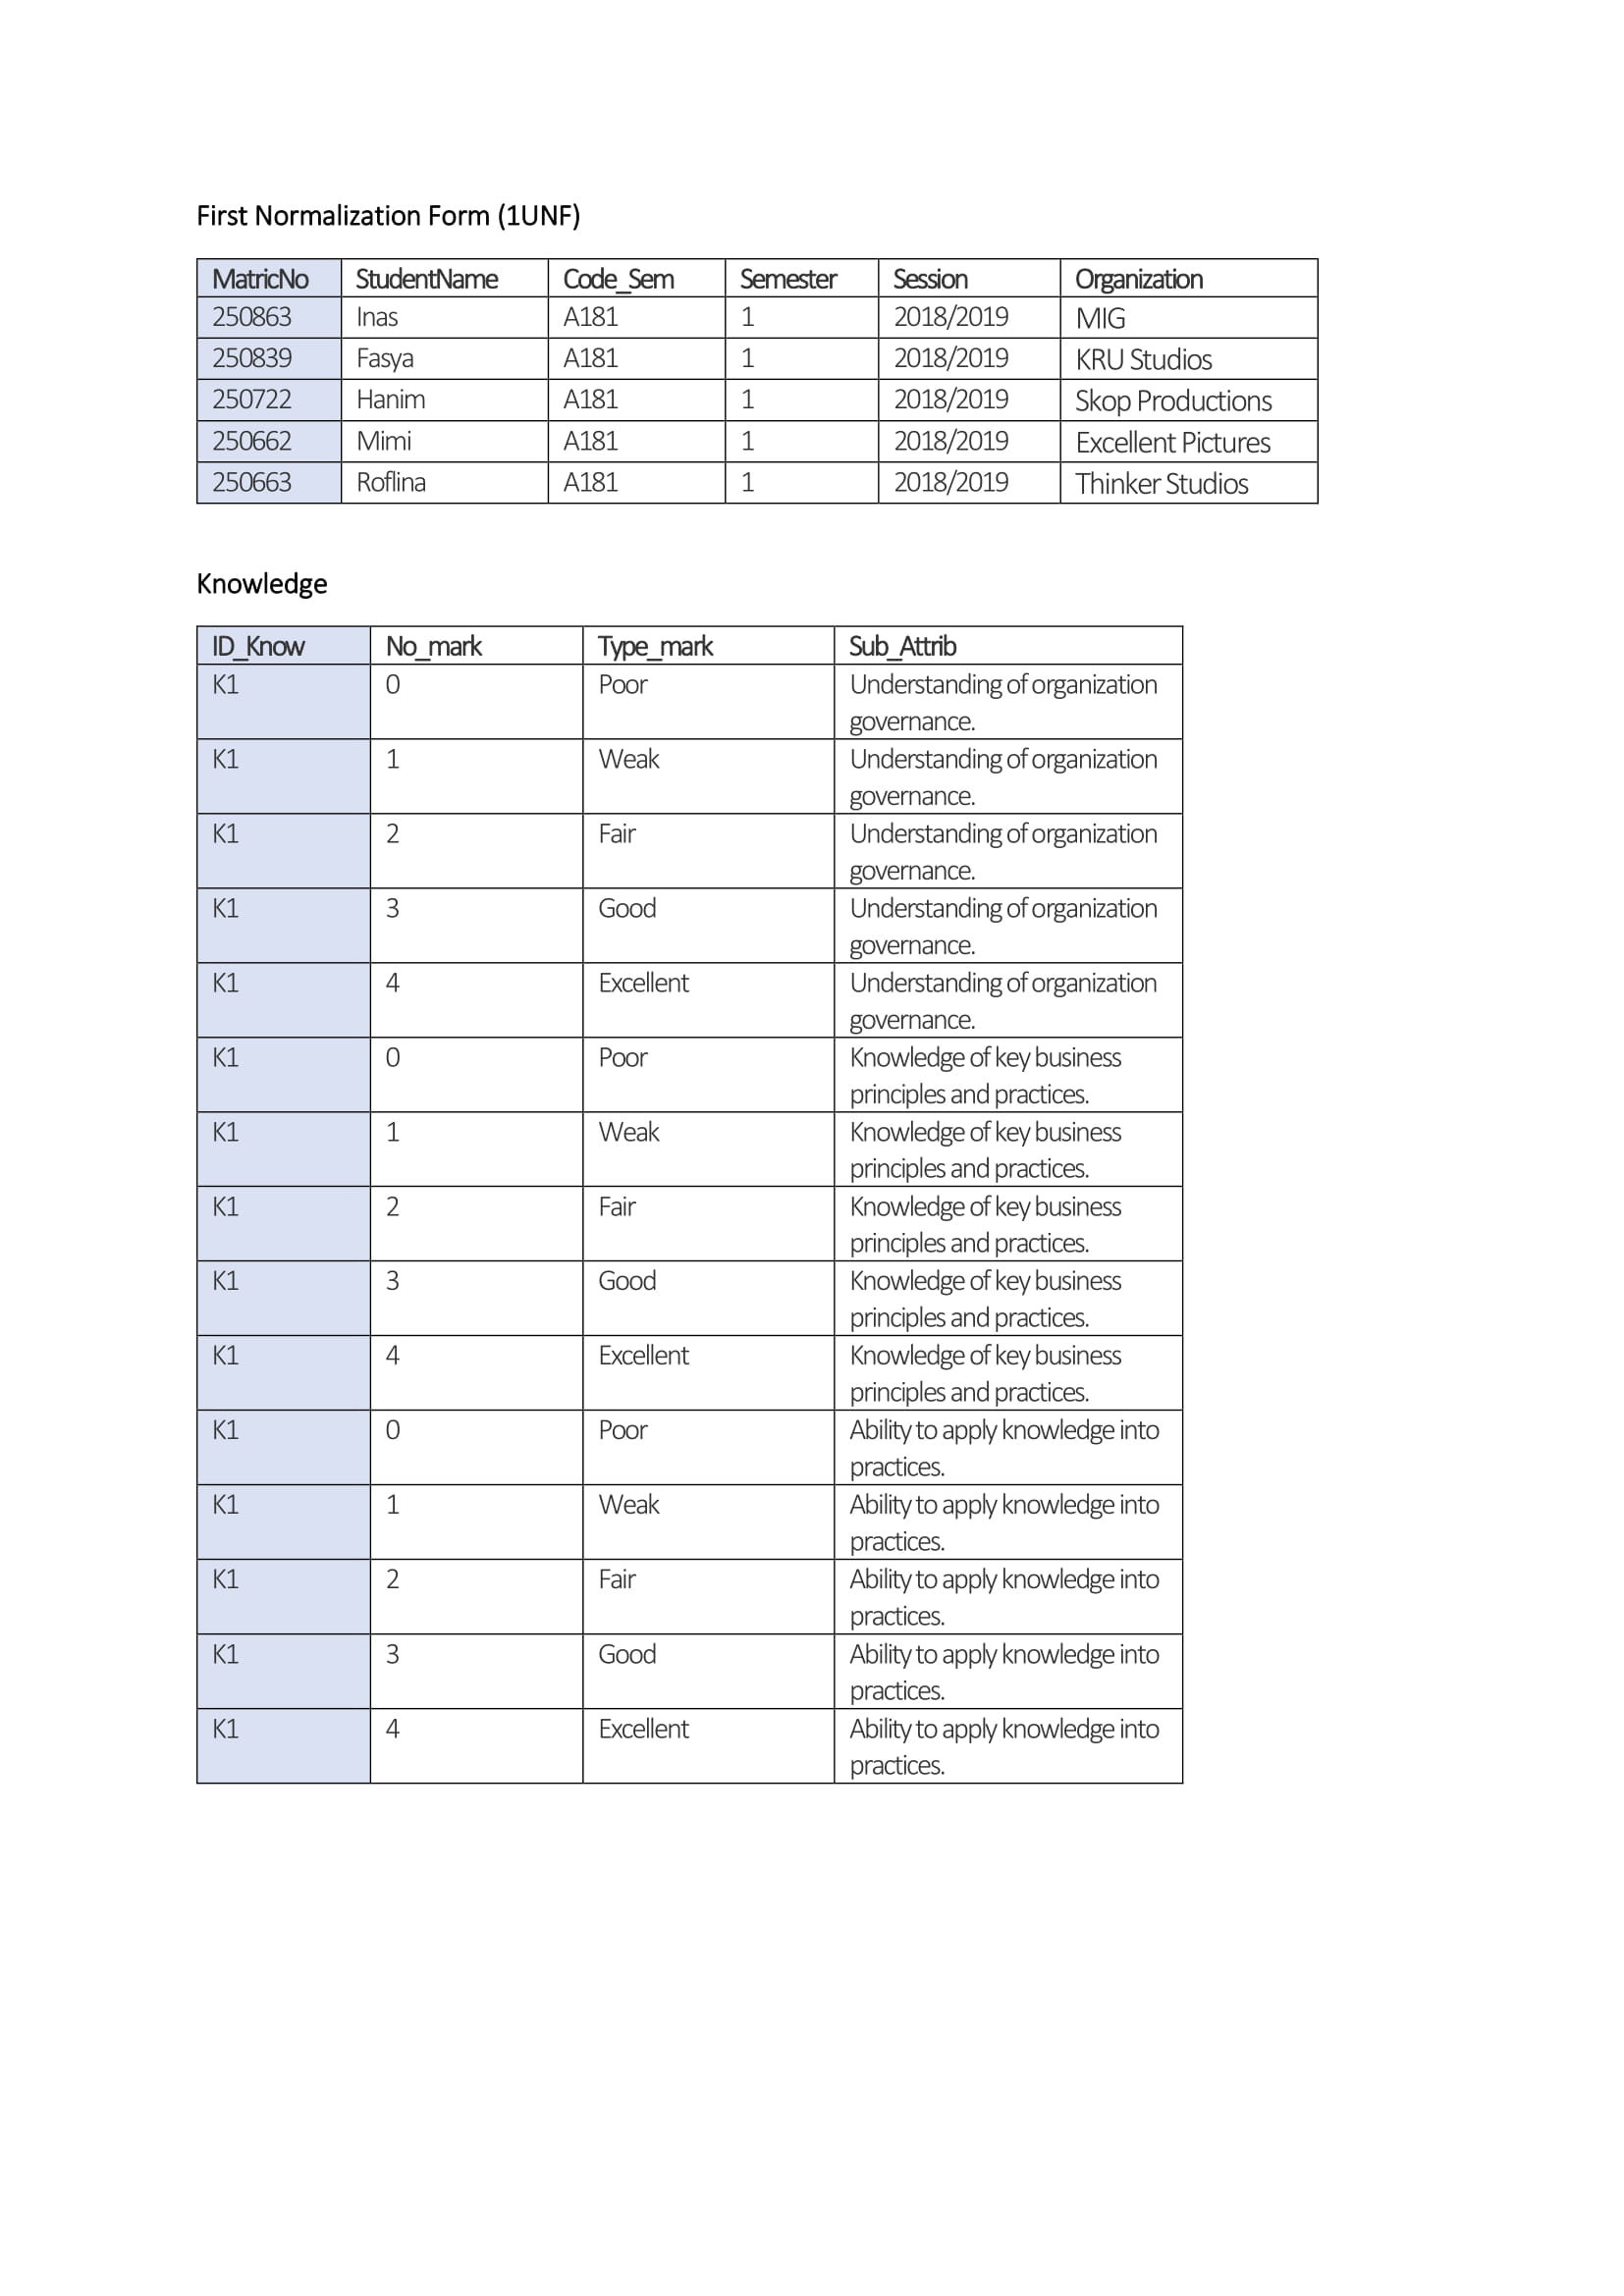 First Normalization Form (1UNF)
MatricNo StudentName Code_Sem Semester Session Organization
250863 Inas A181 1 2018/2019 MIG
250839 Fasya A181 1 2018/2019 KRU Studios
250722 Hanim A181 1 2018/2019 Skop Productions
250662 Mimi A181 1 2018/2019 Excellent Pictures
250663 Roflina A181 1 2018/2019 Thinker Studios
Knowledge
ID_Know No_mark Type_mark Sub_Attrib
K1 0 Poor Understanding of organization
governance.
K1 1 Weak Understanding of organization
governance.
K1 2 Fair Understanding of organization
governance.
K1 3 Good Understanding of organization
governance.
K1 4 Excellent Understanding of organization
governance.
K1 0 Poor Knowledge of key business
principles and practices.
K1 1 Weak Knowledge of key business
principles and practices.
K1 2 Fair Knowledge of key business
principles and practices.
K1 3 Good Knowledge of key business
principles and practices.
K1 4 Excellent Knowledge of key business
principles and practices.
K1 0 Poor Ability to apply knowledge into
practices.
K1 1 Weak Ability to apply knowledge into
practices.
K1 2 Fair Ability to apply knowledge into
practices.
K1 3 Good Ability to apply knowledge into
practices.
K1 4 Excellent Ability to apply knowledge into
practices.